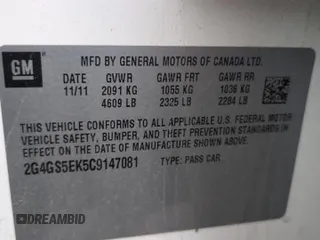 GM
MFD BY GENERAL MOTORS OF CANADA LTD.
DATE GVWR GAWR FRT GAWR RR
11/11 2091 KG 1055 KG 1036 KG
4609 LB 2325 LB 2284 LB
THIS VEHICLE CONFORMS TO ALL APPLICABLE U.S. FEDERAL MOTOR
VEHICLE SAFETY, BUMPER, AND THEFT PREVENTION STANDARDS IN
EFFECT ON THE DATE OF MANUFACTURE SHOWN ABOVE.
2G4GS5EK5C9147081 TYPE: PASS CAR
DREAMBID